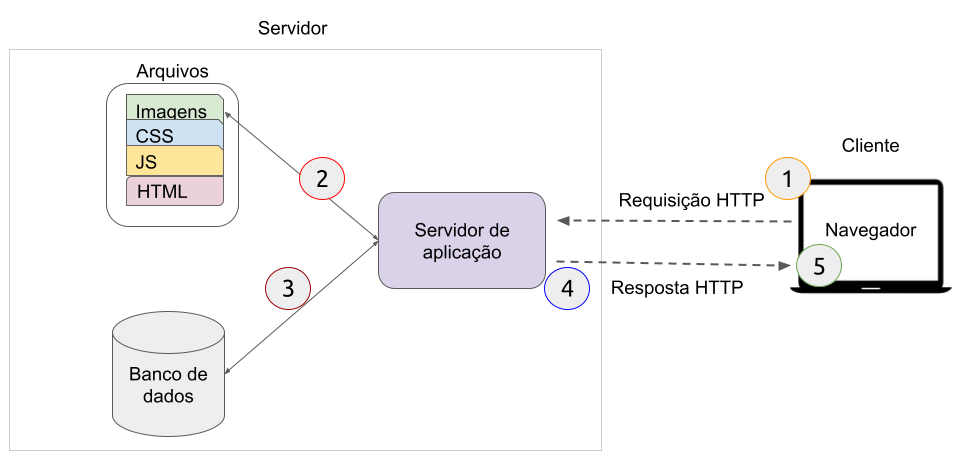 Servidor
Arquivos
Imagens
CSS
JS
HTML
2
Servidor de
aplicação
3
Banco de
dados
4
Cliente
1
Requisição HTTP
Navegador
5
Resposta HTTP